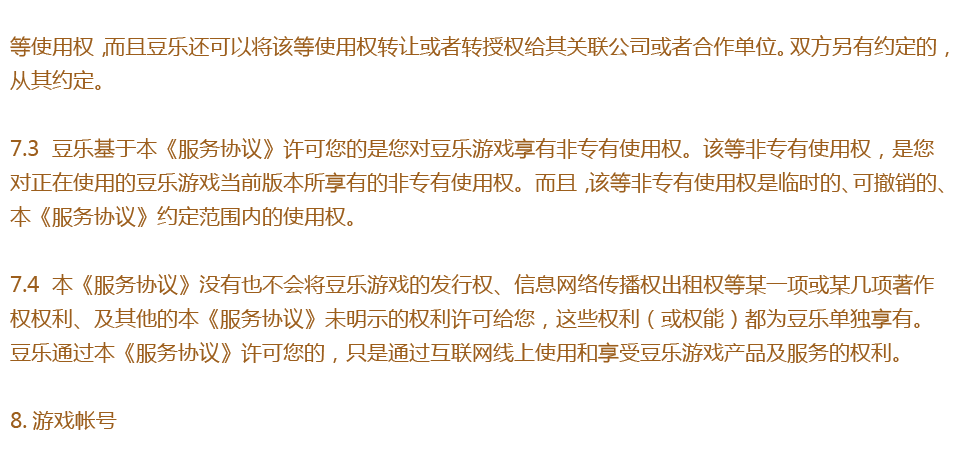 等使用权，而且豆乐还可以将该等使用权转让或者转授权给其关联公司或者合作单位。双方另有约定的，
从其约定。
7.3 豆乐基于本《服务协议》许可您的是您对豆乐游戏享有非专有使用权。该等非专有使用权，是您
对正在使用的豆乐游戏当前版本所享有的非专有使用权。而且，该等非专有使用权是临时的、可撤销的、
本《服务协议》约定范围内的使用权。
7.4 本《服务协议》没有也不会将豆乐游戏的发行权、信息网络传播权出租权等某一项或某几项著作
权权利、及其他的本《服务协议》未明示的权利许可给您，这些权利（或权能）都为豆乐单独享有。
豆乐通过本《服务协议》许可您的，只是通过互联网线上使用和享受豆乐游戏产品及服务的权利。
8. 游戏帐号